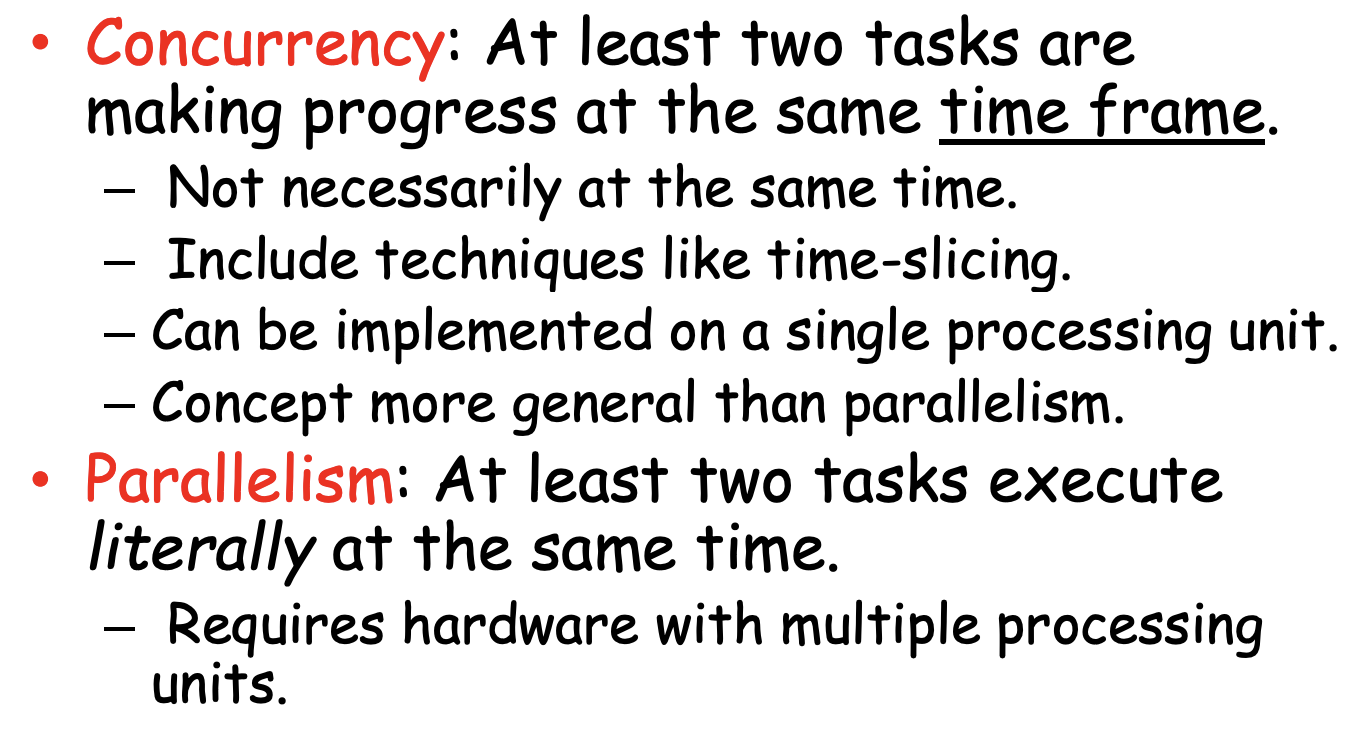 • Concurrency: At least two tasks are
making progress at the same time frame.
– Not necessarily at the same time.
– Include techniques like time-slicing.
– Can be implemented on a single processing unit.
– Concept more general than parallelism.
• Parallelism: At least two tasks execute
literally at the same time.
– Requires hardware with multiple processing
units.